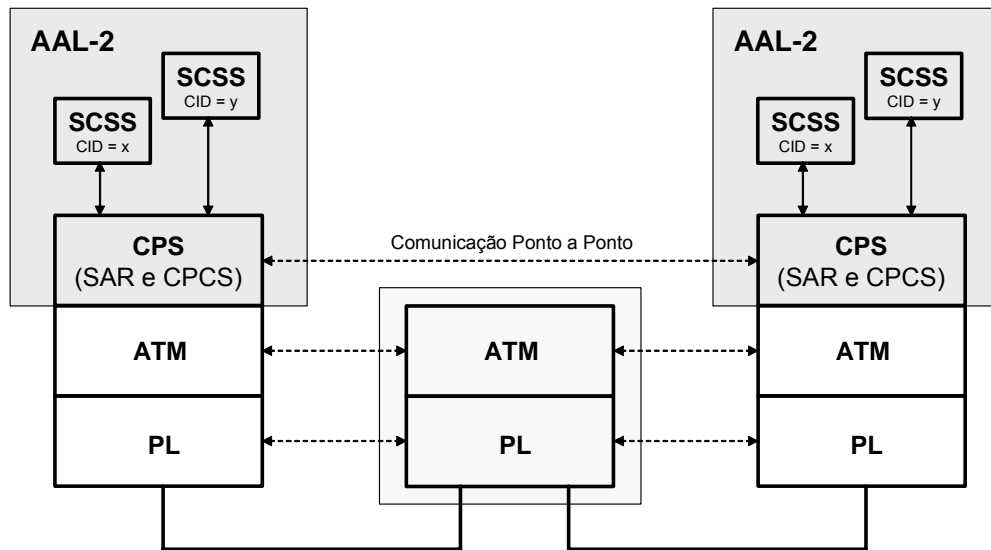 AAL-2
SCSS
CID = y
SCSS
CID = x
CPS
(SAR e CPCS)
ATM
PL
Comunicação Ponto a Ponto
ATM
PL
AAL-2
SCSS
CID = y
SCSS
CID = x
CPS
(SAR e CPCS)
ATM
PL